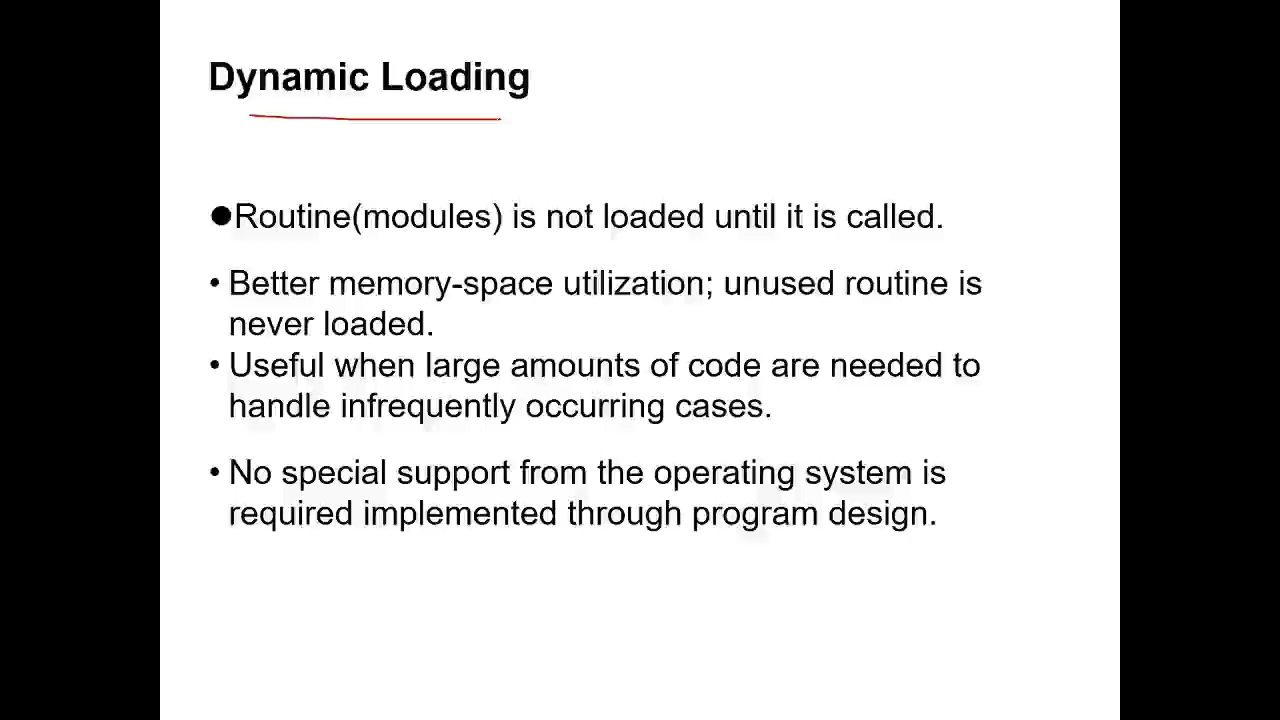 Dynamic Loading
●Routine(modules) is not loaded until it is called.
• Better memory-space utilization; unused routine is
never loaded.
• Useful when large amounts of code are needed to
handle infrequently occurring cases.
• No special support from the operating system is
required implemented through program design.